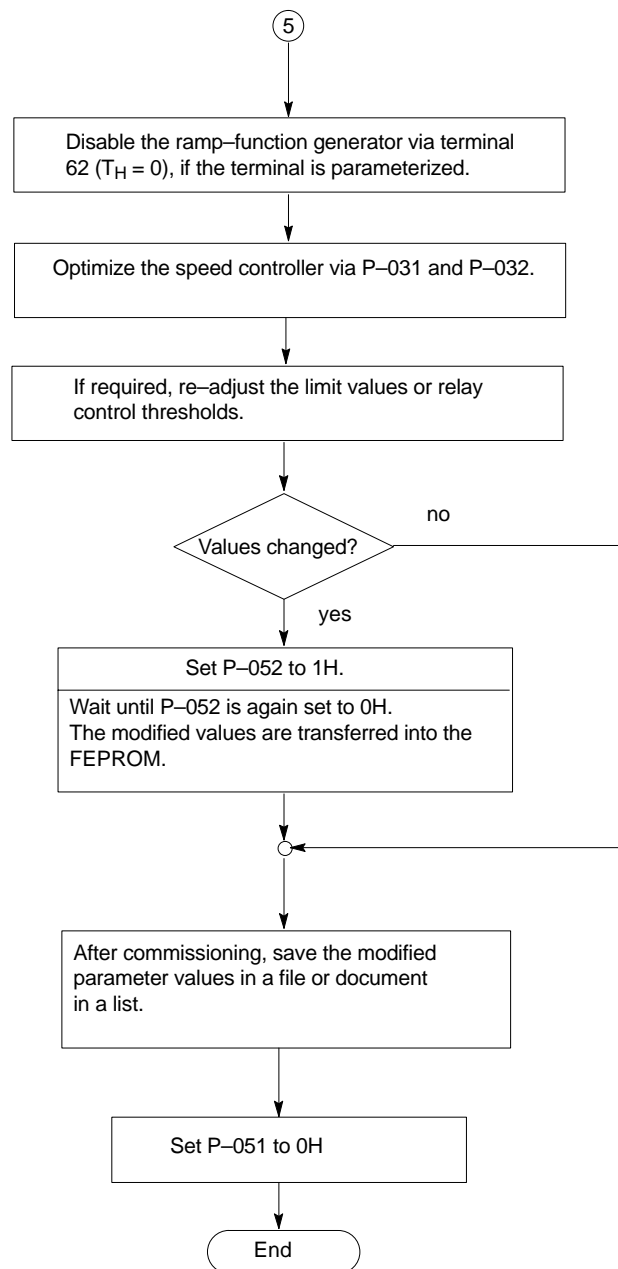 5
Disable the ramp–function generator via terminal
62 (TH = 0), if the terminal is parameterized.
Optimize the speed controller via P–031 and P–032.
If required, re–adjust the limit values or relay
control thresholds.
no
Values changed?
yes
Set P–052 to 1H.
Wait until P–052 is again set to 0H.
The modified values are transferred into the
FEPROM.
After commissioning, save the modified
parameter values in a file or document
in a list.
Set P–051 to 0H
End